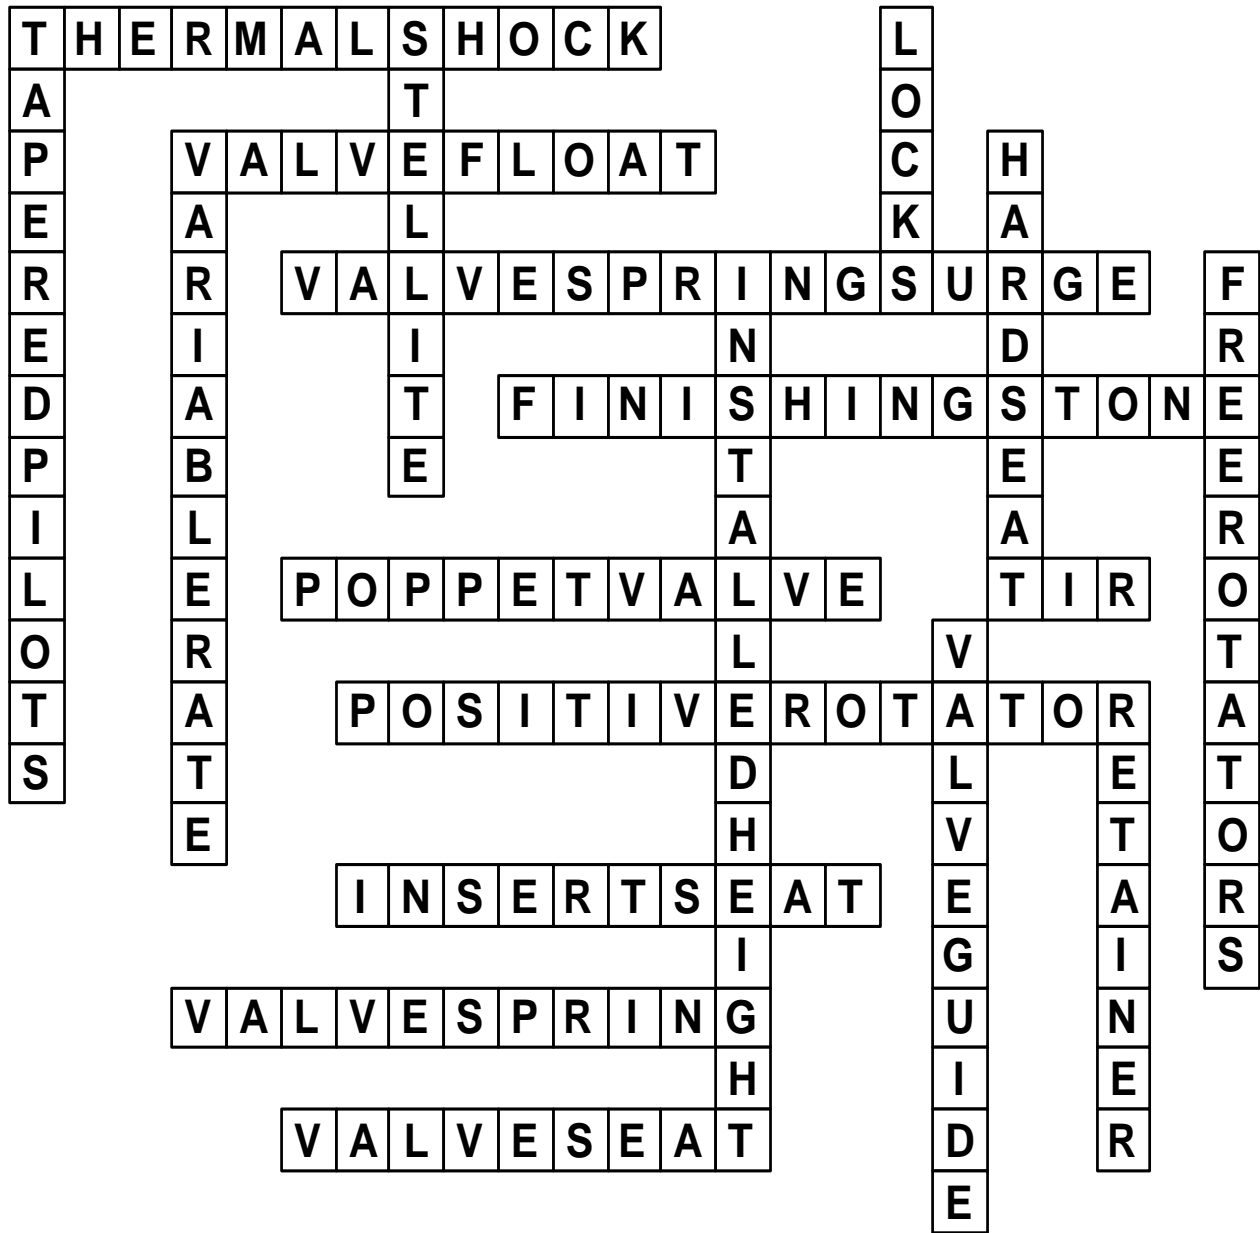 THERMALSHOCK
VALVEFLOAT
VALVESPRINGSURGE
FINISHINGSTONE
POPPETVALVE
TIR
POSITIVEROTATOR
INSERTSEAT
VALVESPRING
VALVESEAT
TAPEREDPILOTS
STELLITE
LOCKS
VARIABLERATE
HARDSEAT
INSTALLEDHEIGHT
FREEROTATORS
VALVEGUIDE
RETAINER